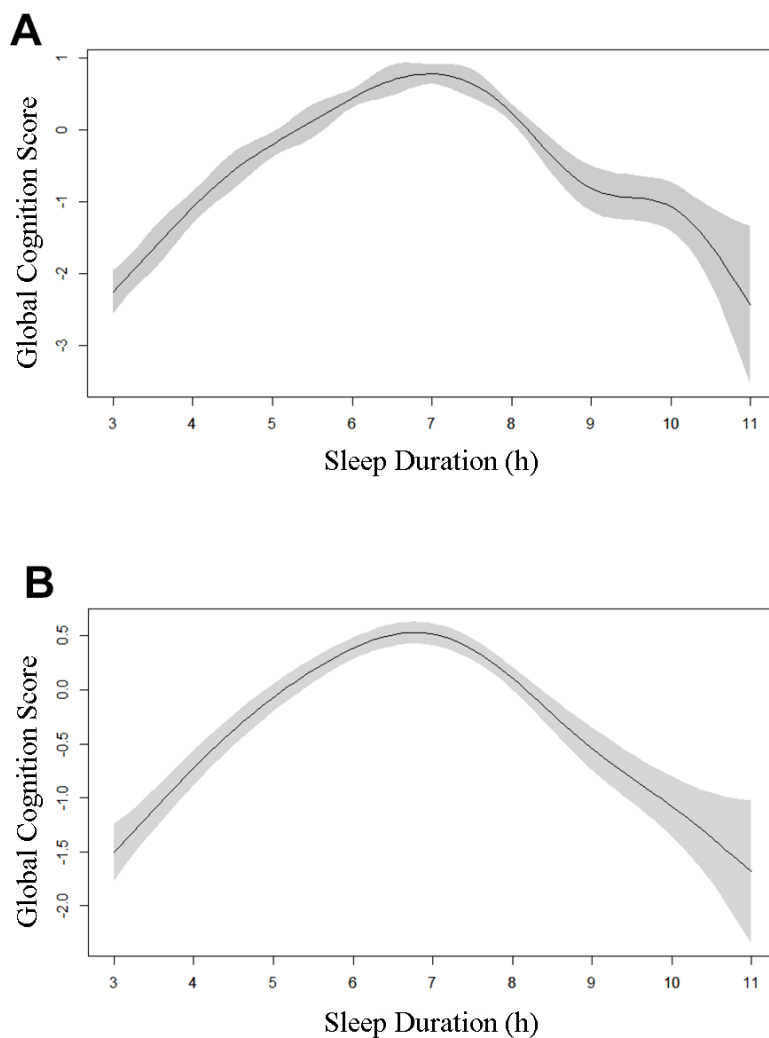 A
1
0
-1
-2
-3
Global Cognition Score
3 4 5 6 7 8 9 10 11
Sleep Duration (h)
B
0.5
0.0
-0.5
-1.0
-1.5
-2.0
Global Cognition Score
3 4 5 6 7 8 9 10 11
Sleep Duration (h)